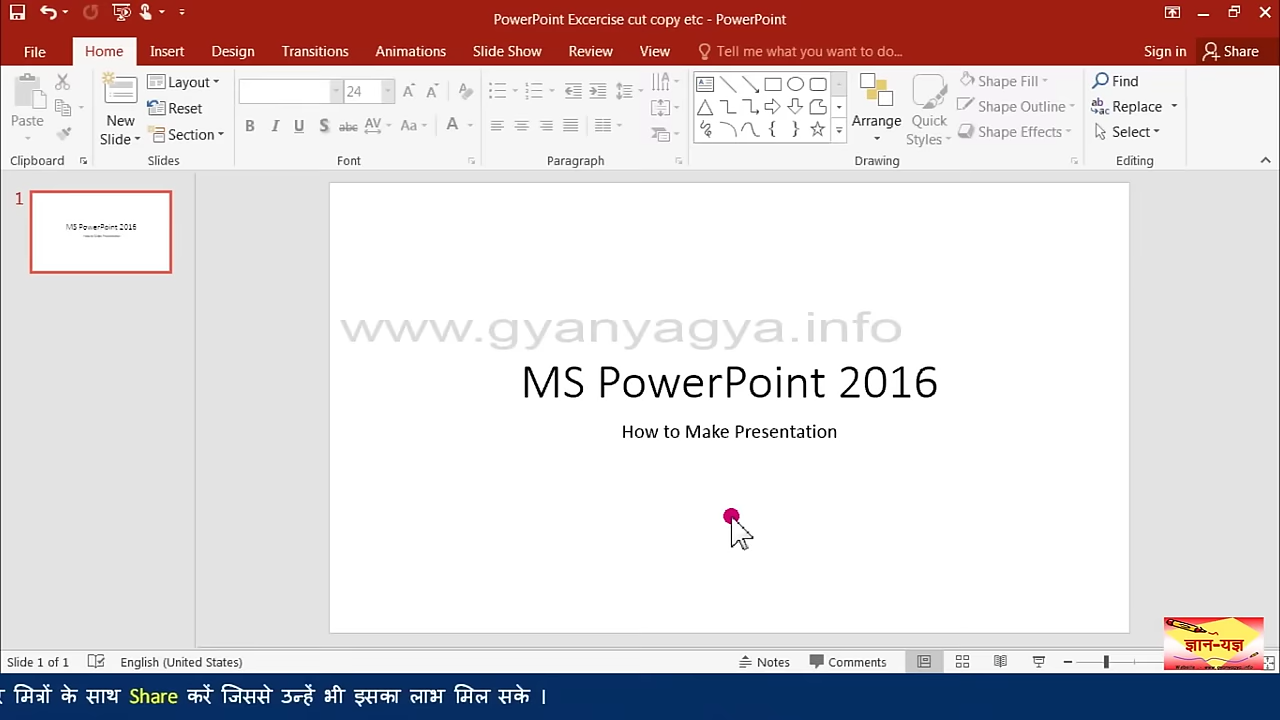 PowerPoint Excercise cut copy etc - PowerPoint
File Home Insert Design Transitions Animations Slide Show Review View Tell me what you want to do... Sign in Share
Paste
Clipboard
New Slide
Layout
Reset
Section
Slides
24
B I U S abc AV Aa A
Font
Paragraph
Arrange
Quick Styles
Shape Fill
Shape Outline
Shape Effects
Drawing
Find
Replace
Select
Editing
1
MS PowerPoint 2016
www.gyanyagya.info
MS PowerPoint 2016
How to Make Presentation
ज्ञान-यज्ञ
Slide 1 of 1 English (United States) Notes Comments
मित्रों के साथ Share करें जिससे उन्हें भी इसका लाभ मिल सके ।